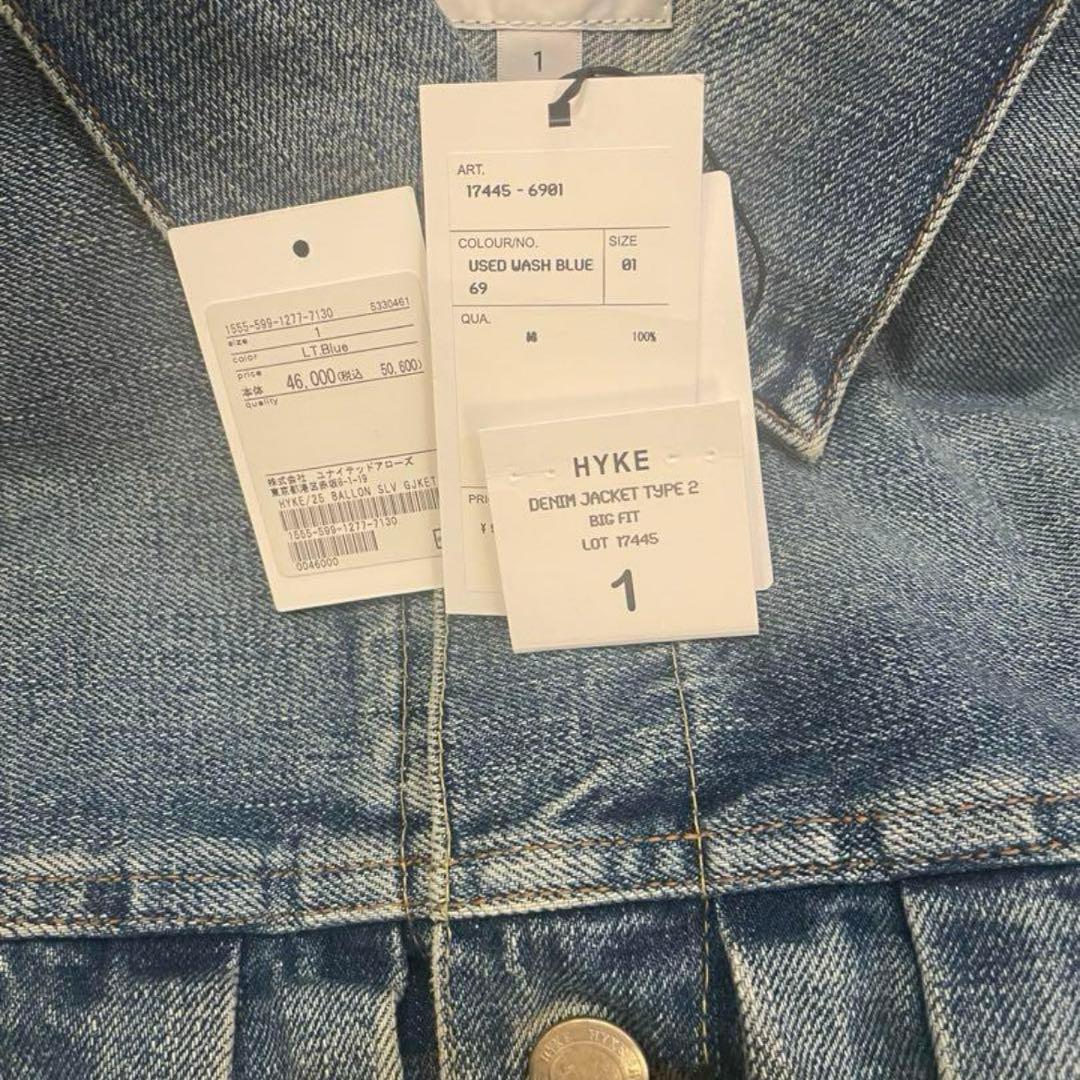 1
ART.
17445 - 6901
COLOUR/NO. SIZE
USED WASH BLUE 01
69
QUA.
綿 100%
PRI
¥5
1555-599-1277-7130 5330461
size 1
color LT.Blue
price
本体 46,000(税込 50,600)
quality
株式会社 ユナイテッドアローズ
東京都港区赤坂8-1-19
HYKE/25 BALLON SLV GJKET
1555-599-1277-7130
0046000
HYKE
DENIM JACKET TYPE 2
BIG FIT
LOT 17445
1
HYKE HYKE